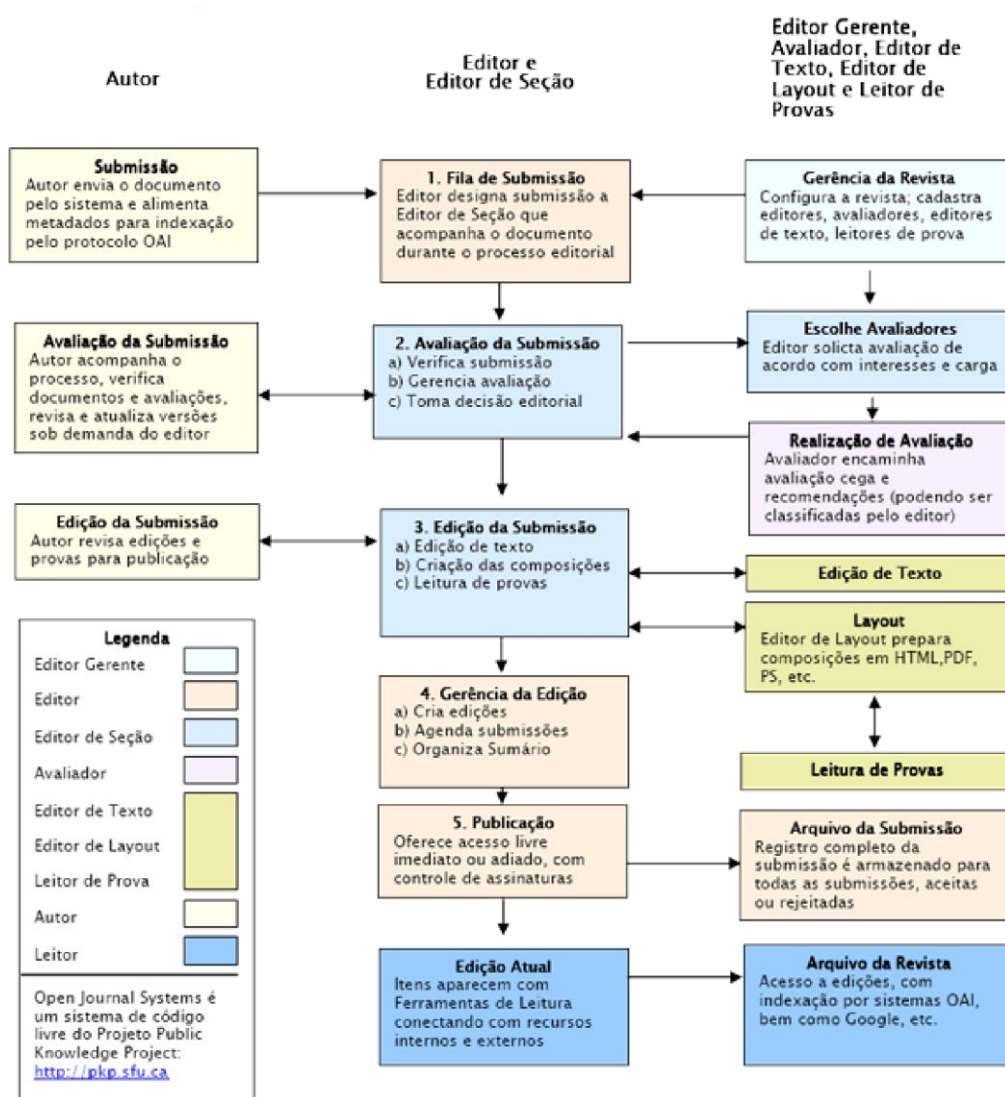 Autor
Editor e
Editor de Seção
Editor Gerente,
Avaliador, Editor de
Texto, Editor de
Layout e Leitor de
Provas
Submissão
Autor envia o documento
pelo sistema e alimenta
metadados para indexação
pelo protocolo OAI
1. Fila de Submissão
Editor designa submissão a
Editor de Seção que
acompanha o documento
durante o processo editorial
Gerência da Revista
Configura a revista; cadastra
editores, avaliadores, editores
de texto, leitores de prova
Avaliação da Submissão
Autor acompanha o
processo, verifica
documentos e avaliações,
revisa e atualiza versões
sob demanda do editor
2. Avaliação da Submissão
a) Verifica submissão
b) Gerencia avaliação
c) Toma decisão editorial
Escolhe Avaliadores
Editor solicta avaliação de
acordo com interesses e carga
Realização de Avaliação
Avaliador encaminha
avaliação cega e
recomendações (podendo ser
classificadas pelo editor)
Edição da Submissão
Autor revisa edições e
provas para publicação
3. Edição da Submissão
a) Edição de texto
b) Criação das composições
c) Leitura de provas
Edição de Texto
Layout
Editor de Layout prepara
composições em HTML,PDF,
PS, etc.
Leitura de Provas
4. Gerência da Edição
a) Cria edições
b) Agenda submissões
c) Organiza Sumário
5. Publicação
Oferece acesso livre
imediato ou adiado, com
controle de assinaturas
Arquivo da Submissão
Registro completo da
submissão é armazenado para
todas as submissões, aceitas
ou rejeitadas
Edição Atual
Itens aparecem com
Ferramentas de Leitura
conectando com recursos
internos e externos
Arquivo da Revista
Acesso a edições, com
indexação por sistemas OAI,
bem como Google, etc.
Legenda
Editor Gerente
Editor
Editor de Seção
Avaliador
Editor de Texto
Editor de Layout
Leitor de Prova
Autor
Leitor
Open Journal Systems é
um sistema de código
livre do Projeto Public
Knowledge Project:
http://pkp.sfu.ca